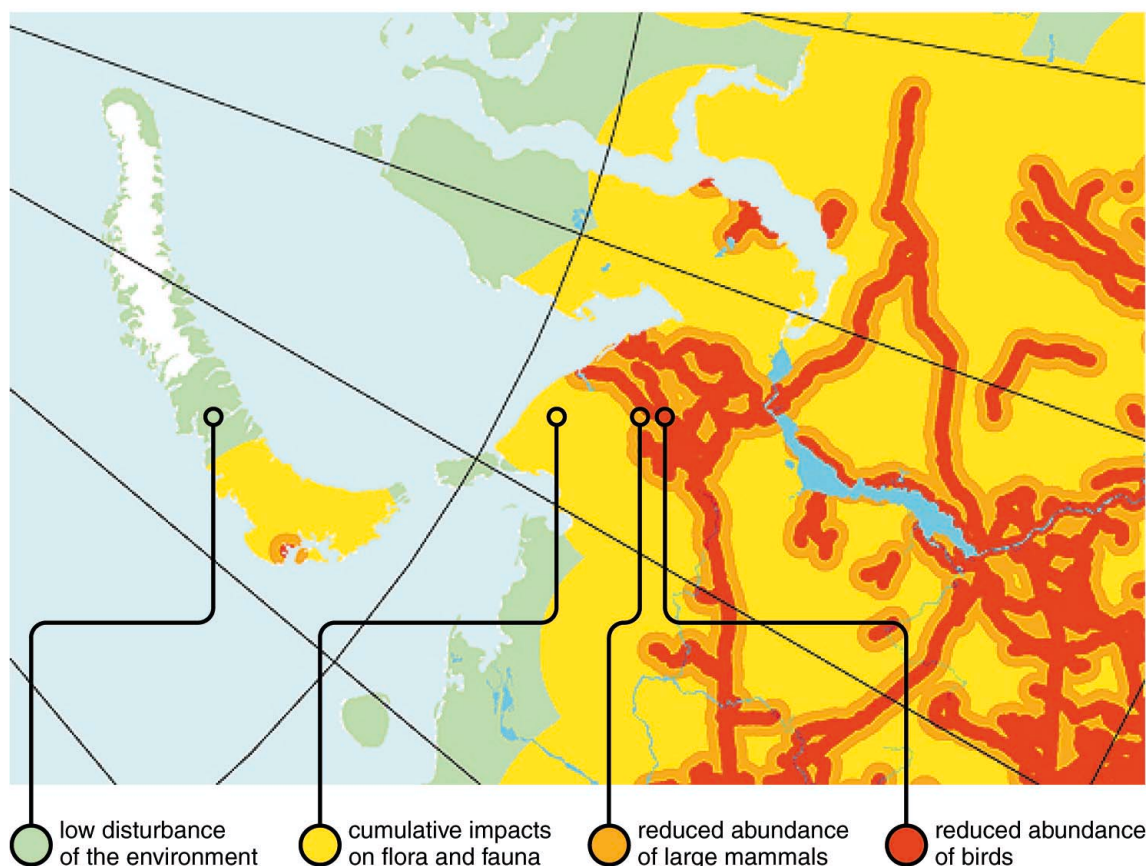 low disturbance
of the environment
cumulative impacts
on flora and fauna
reduced abundance
of large mammals
reduced abundance
of birds